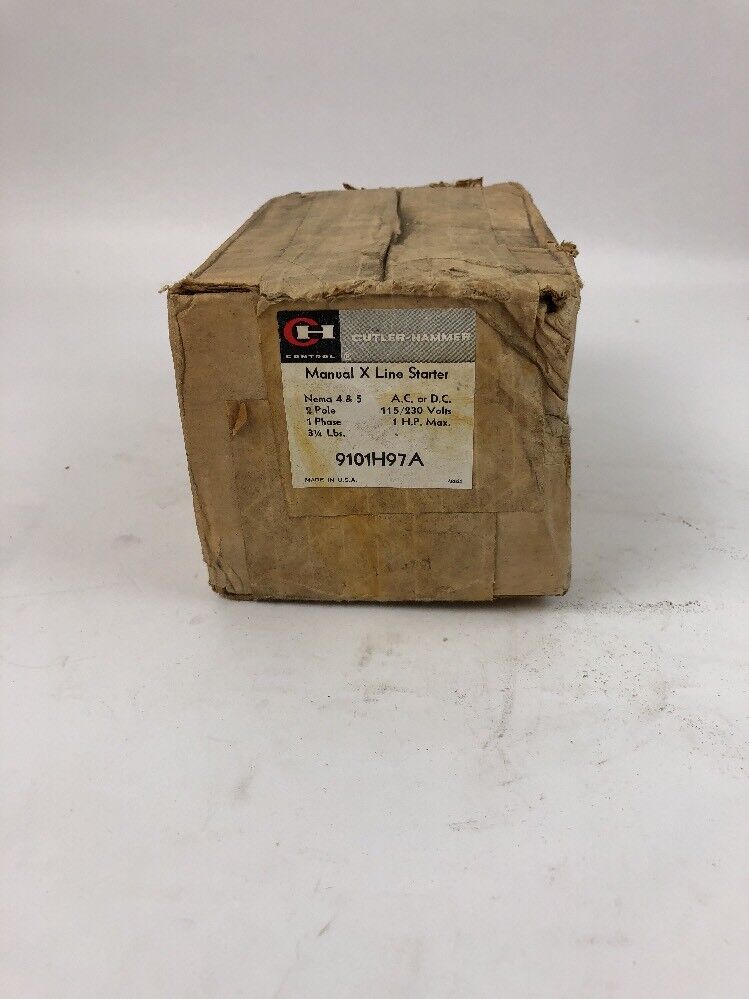 CH
CONTROL ®
CUTLER-HAMMER
Manual X Line Starter
Nema 4 & 5 A.C. or D.C.
2 Pole 115/230 Volts
1 Phase 1 H.P. Max.
3¼ Lbs.
9101H97A
MADE IN U.S.A.